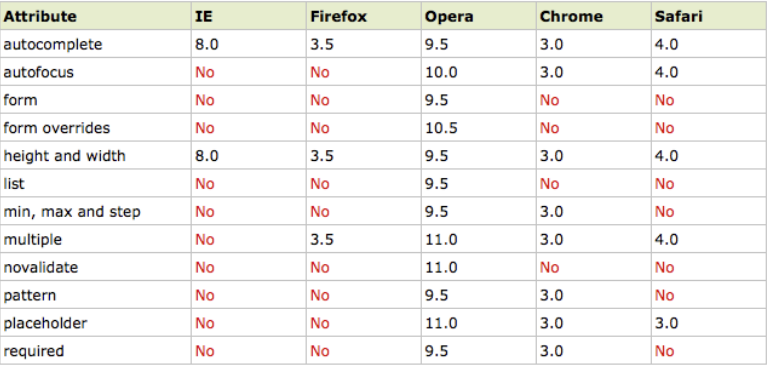 Attribute IE Firefox Opera Chrome Safari
autocomplete 8.0 3.5 9.5 3.0 4.0
autofocus No No 10.0 3.0 4.0
form No No 9.5 No No
form overrides No No 10.5 No No
height and width 8.0 3.5 9.5 3.0 4.0
list No No 9.5 No No
min, max and step No No 9.5 3.0 No
multiple No 3.5 11.0 3.0 4.0
novalidate No No 11.0 No No
pattern No No 9.5 3.0 No
placeholder No No 11.0 3.0 3.0
required No No 9.5 3.0 No